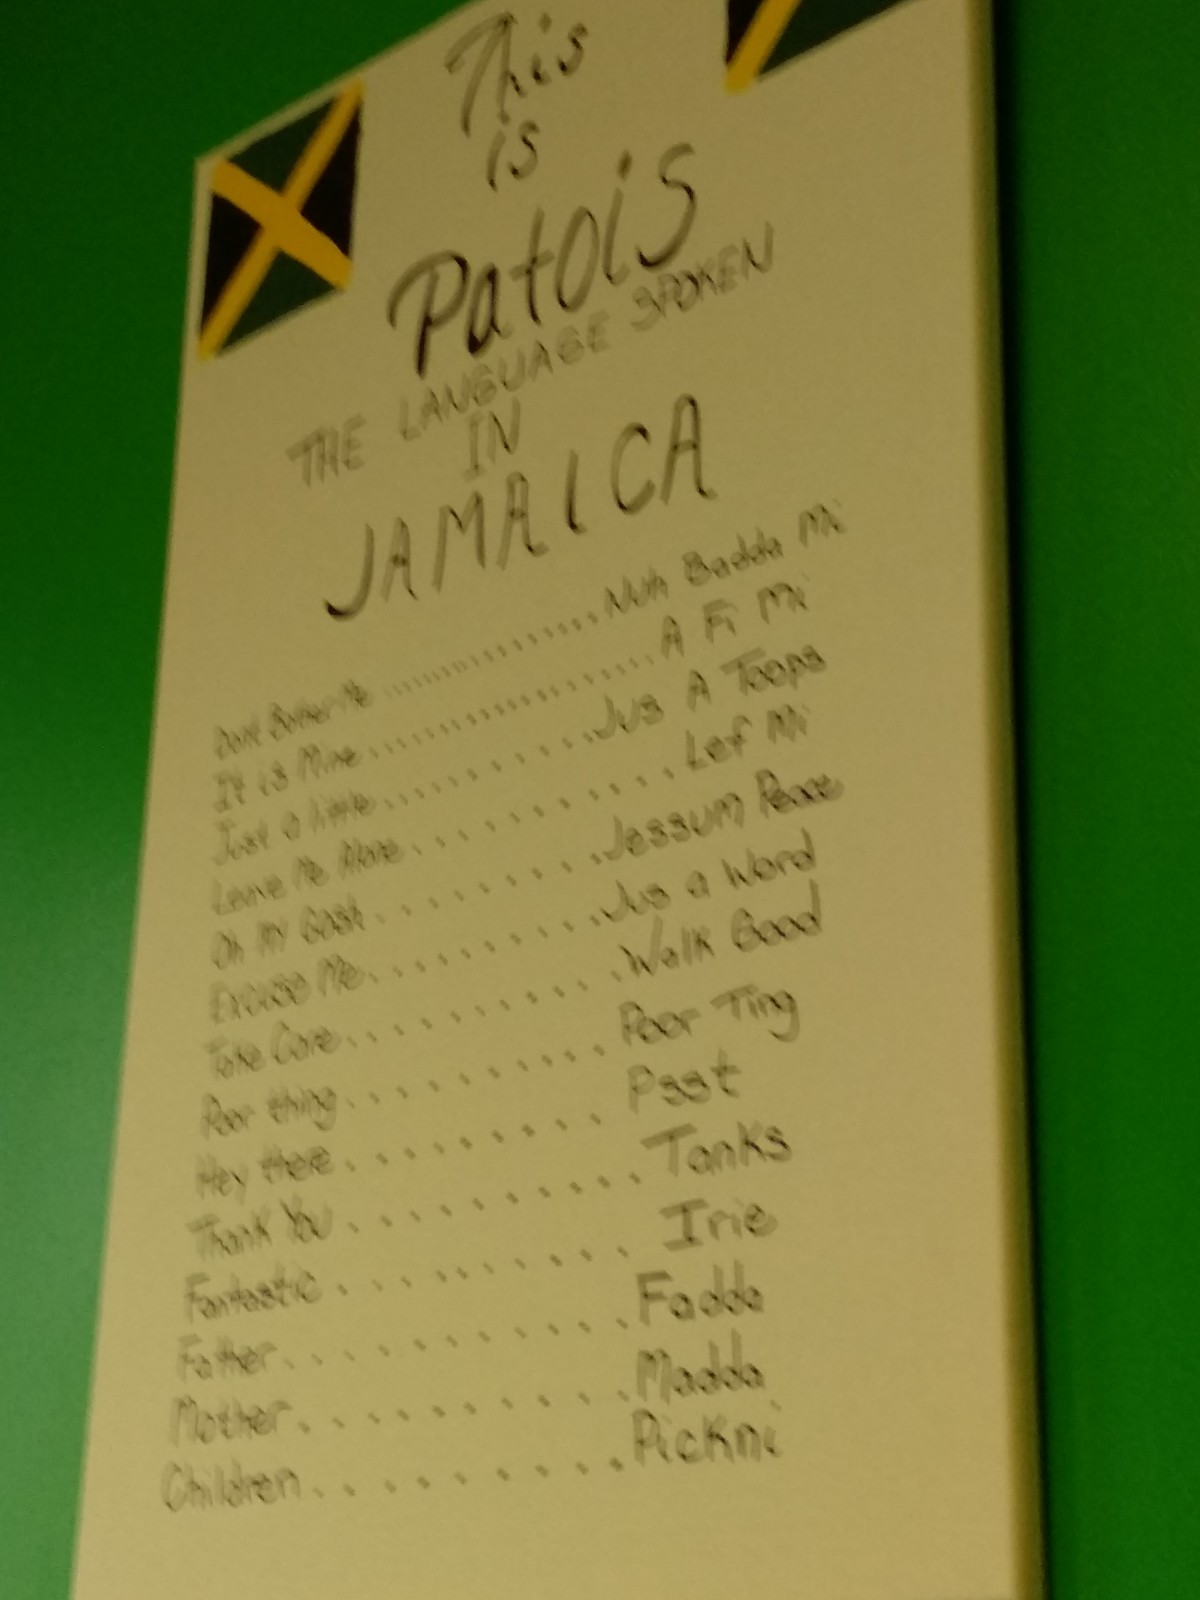 This
is
Patois
THE LANGUAGE SPOKEN
IN
JAMAICA
Dont Bother Me ................ Nuh Badda Mi
It is Mine ................ A Fi Mi
Just a little ............ Jus A Toops
Leave Me Alone ............ Lef Mi
Oh My Gosh .......... Jessum Peace
Excuse Me .......... Jus a Word
Take Care .......... Walk Good
Poor thing .......... Poor Ting
Hey there .......... Psst
Thank You .......... Tanks
Fantastic .......... Irie
Father .......... Fadda
Mother .......... Madda
Children .......... Pickni